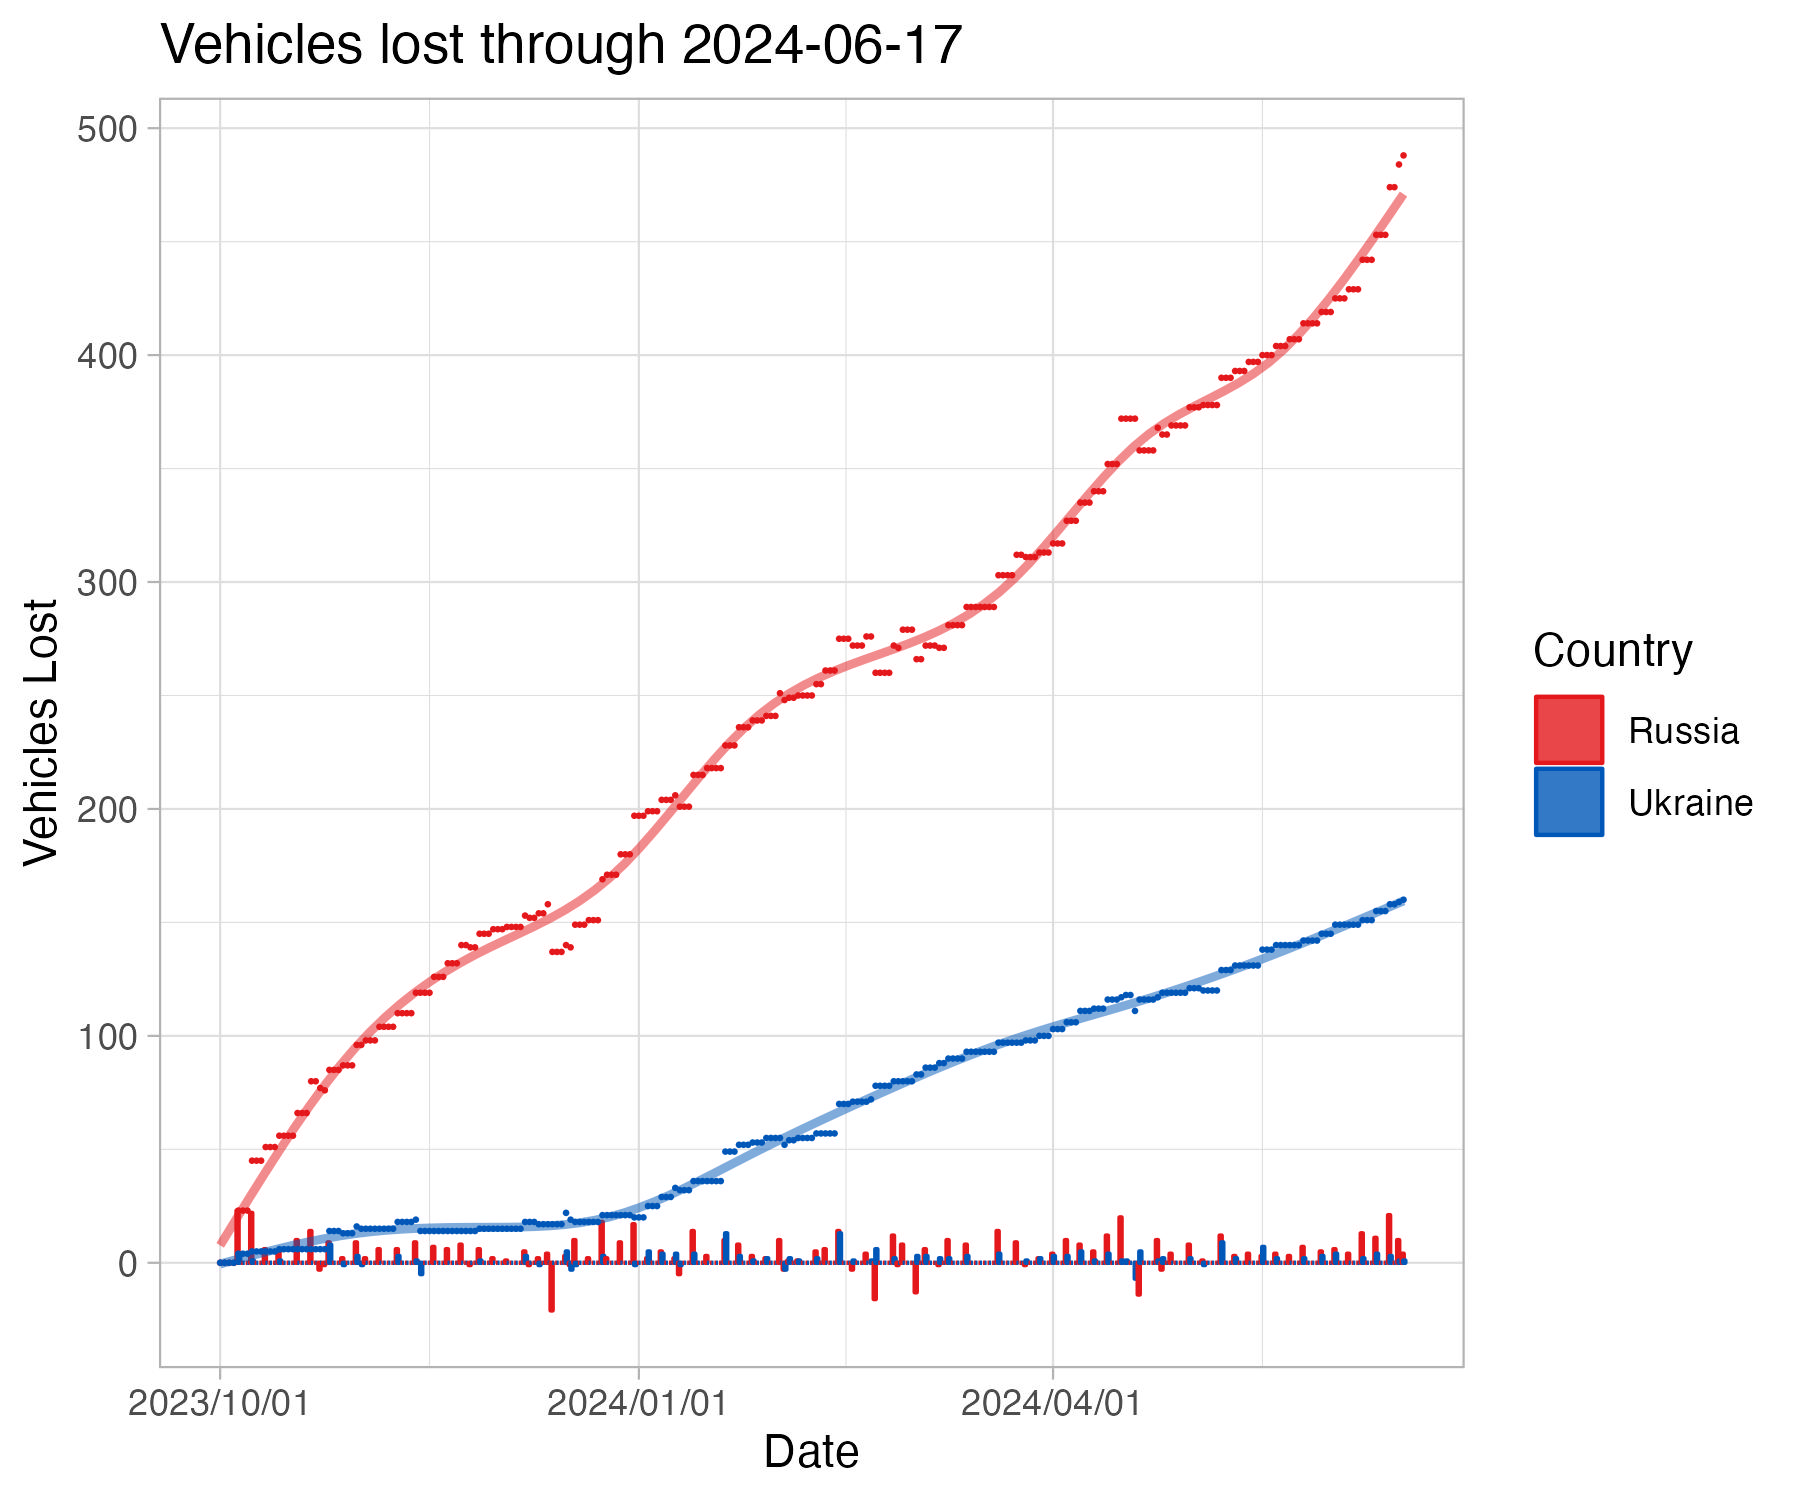 Vehicles lost through 2024-06-17
500
400
300
200
100
0
Vehicles Lost
2023/10/01
2024/01/01
2024/04/01
Date
Country
Russia
Ukraine